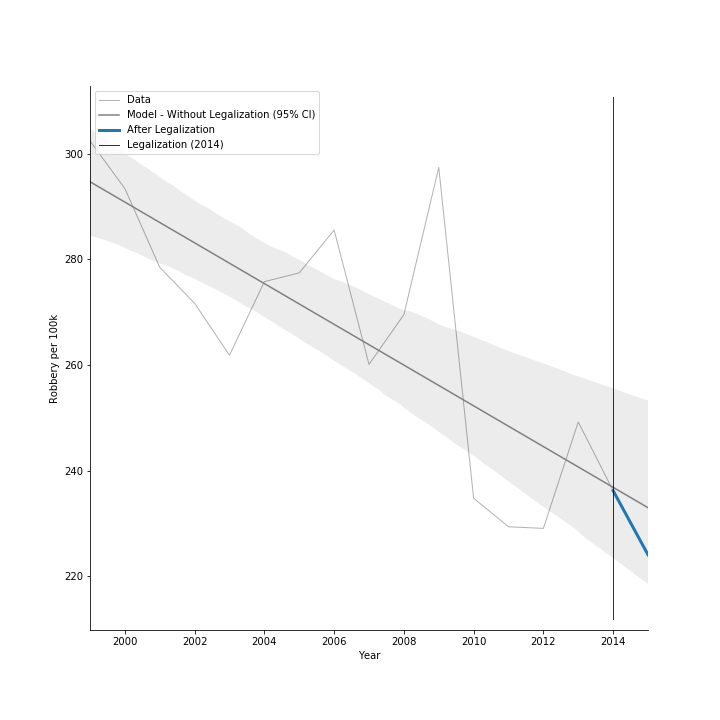 Data
Model - Without Legalization (95% CI)
After Legalization
Legalization (2014)
300
280
260
240
220
Robbery per 100k
2000 2002 2004 2006 2008 2010 2012 2014
Year